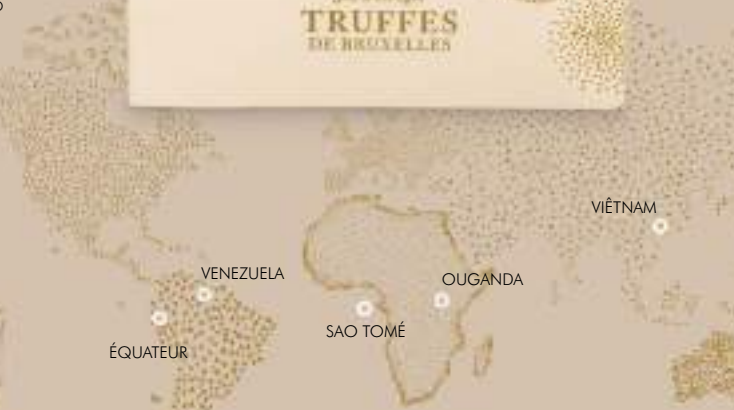 TRUFFES
DE BRUXELLES
VIÊTNAM
VENEZUELA
OUGANDA
SAO TOMÉ
ÉQUATEUR